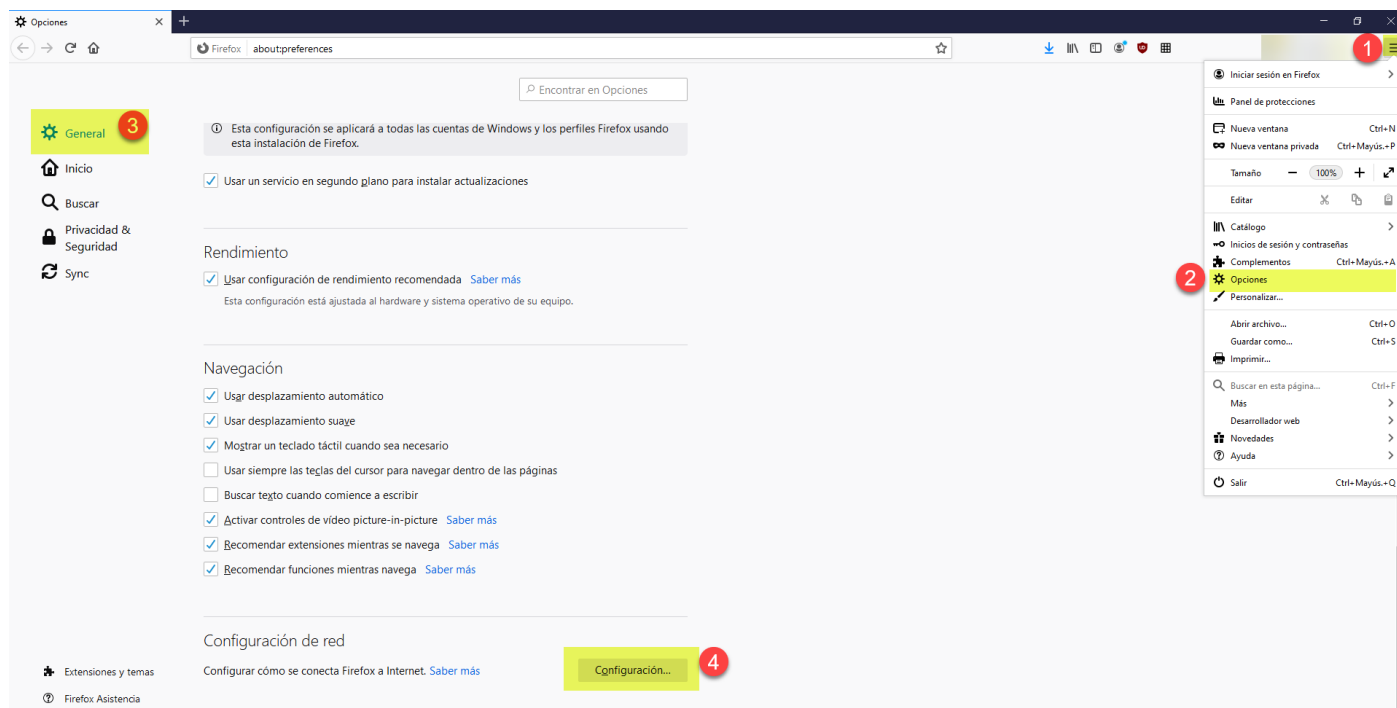 Opciones
Firefox about:preferences
1
Encontrar en Opciones
General 3
Inicio
Buscar
Privacidad &
Seguridad
Sync
Extensiones y temas
Firefox Asistencia
Esta configuración se aplicará a todas las cuentas de Windows y los perfiles Firefox usando
esta instalación de Firefox.
Usar un servicio en segundo plano para instalar actualizaciones
Rendimiento
Usar configuración de rendimiento recomendada Saber más
Esta configuración está ajustada al hardware y sistema operativo de su equipo.
Navegación
Usar desplazamiento automático
Usar desplazamiento suave
Mostrar un teclado táctil cuando sea necesario
Usar siempre las teclas del cursor para navegar dentro de las páginas
Buscar texto cuando comience a escribir
Activar controles de vídeo picture-in-picture Saber más
Recomendar extensiones mientras se navega Saber más
Recomendar funciones mientras navega Saber más
Configuración de red
Configurar cómo se conecta Firefox a Internet. Saber más Configuración... 4
Iniciar sesión en Firefox
Panel de protecciones
Nueva ventana Ctrl+N
Nueva ventana privada Ctrl+Mayús.+P
Tamaño − 100% +
Editar
Catálogo
Inicios de sesión y contraseñas
Complementos Ctrl+Mayús.+A
2 Opciones
Personalizar...
Abrir archivo... Ctrl+O
Guardar como... Ctrl+S
Imprimir...
Buscar en esta página... Ctrl+F
Más
Desarrollador web
Novedades
Ayuda
Salir Ctrl+Mayús.+Q